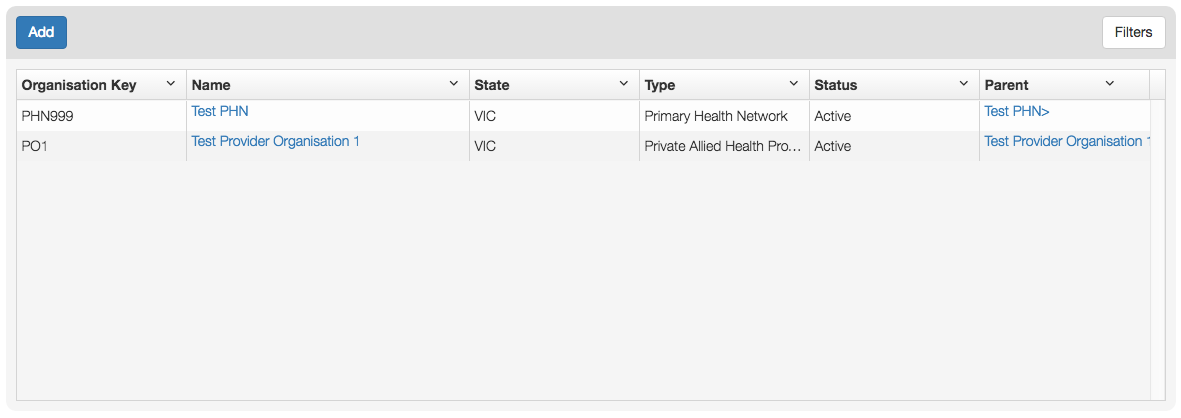 Add Filters
Organisation Key Name State Type Status Parent
PHN999 Test PHN VIC Primary Health Network Active Test PHN>
PO1 Test Provider Organisation 1 VIC Private Allied Health Pro... Active Test Provider Organisation 1